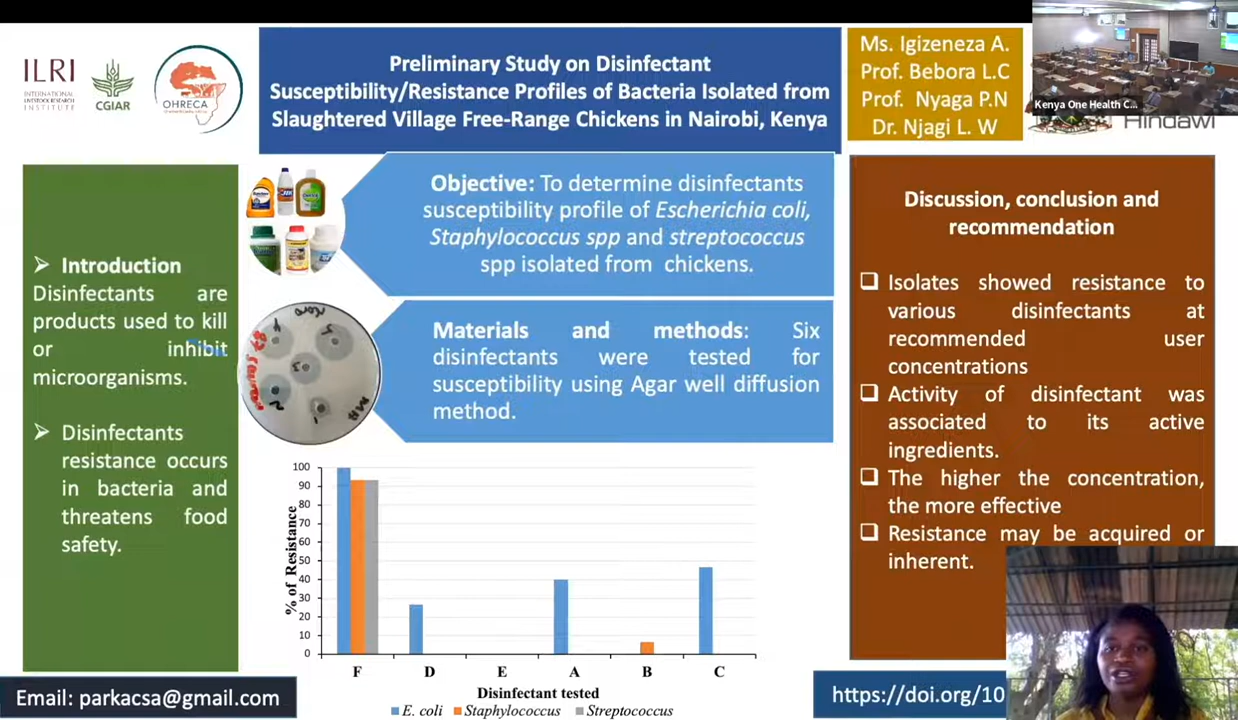 ILRI
INTERNATIONAL
LIVESTOCK RESEARCH
INSTITUTE
CGIAR
OHRECA
Preliminary Study on Disinfectant
Susceptibility/Resistance Profiles of Bacteria Isolated from
Slaughtered Village Free-Range Chickens in Nairobi, Kenya
Ms. Igizeneza A.
Prof. Bebora L.C
Prof. Nyaga P.N
Dr. Njagi L. W
Kenya One Health C...
Hindawi
➢ Introduction
Disinfectants are
products used to kill
or inhibit
microorganisms.
➢ Disinfectants
resistance occurs
in bacteria and
threatens food
safety.
Objective: To determine disinfectants
susceptibility profile of Escherichia coli,
Staphylococcus spp and streptococcus
spp isolated from chickens.
Materials and methods: Six
disinfectants were tested for
susceptibility using Agar well diffusion
method.
% of Resistance
100
90
80
70
60
50
40
30
20
10
0
F D E A B C
Disinfectant tested
E. coli Staphylococcus Streptococcus
Discussion, conclusion and
recommendation
❑ Isolates showed resistance to
various disinfectants at
recommended user
concentrations
❑ Activity of disinfectant was
associated to its active
ingredients.
❑ The higher the concentration,
the more effective
❑ Resistance may be acquired or
inherent.
Email: parkacsa@gmail.com
https://doi.org/10